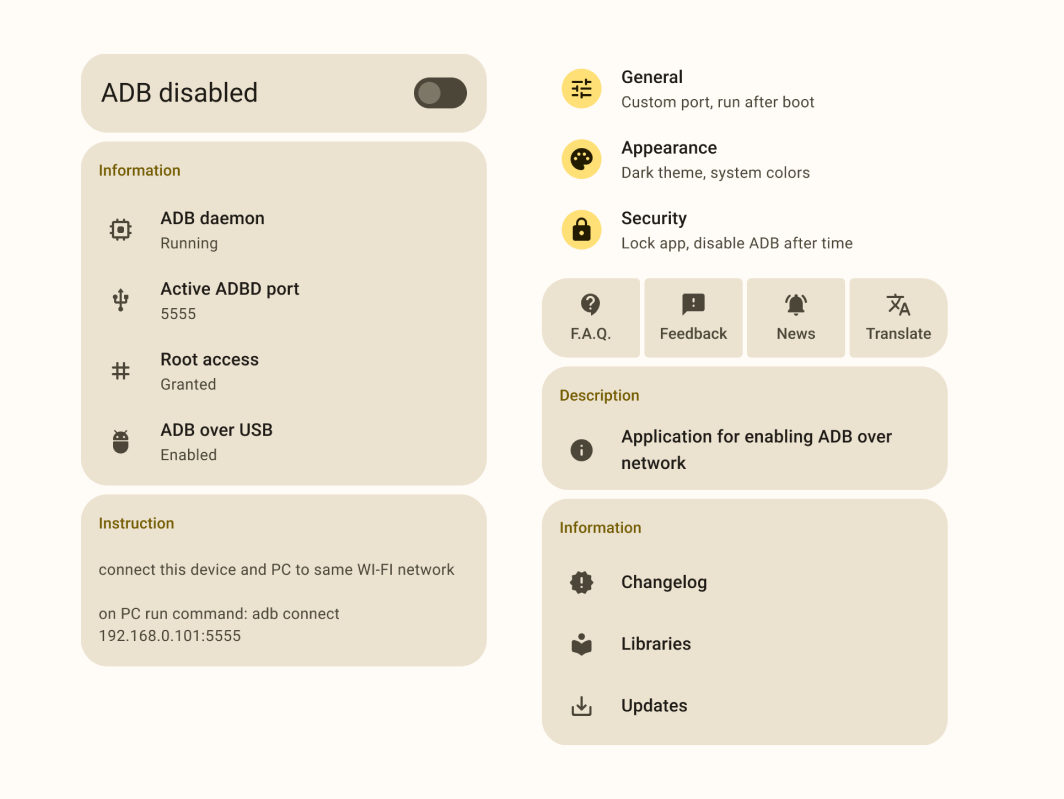 ADB disabled
Information
ADB daemon
Running
Active ADBD port
5555
Root access
Granted
ADB over USB
Enabled
Instruction
connect this device and PC to same WI-FI network
on PC run command: adb connect
192.168.0.101:5555
General
Custom port, run after boot
Appearance
Dark theme, system colors
Security
Lock app, disable ADB after time
F.A.Q.
Feedback
News
Translate
Description
Application for enabling ADB over
network
Information
Changelog
Libraries
Updates